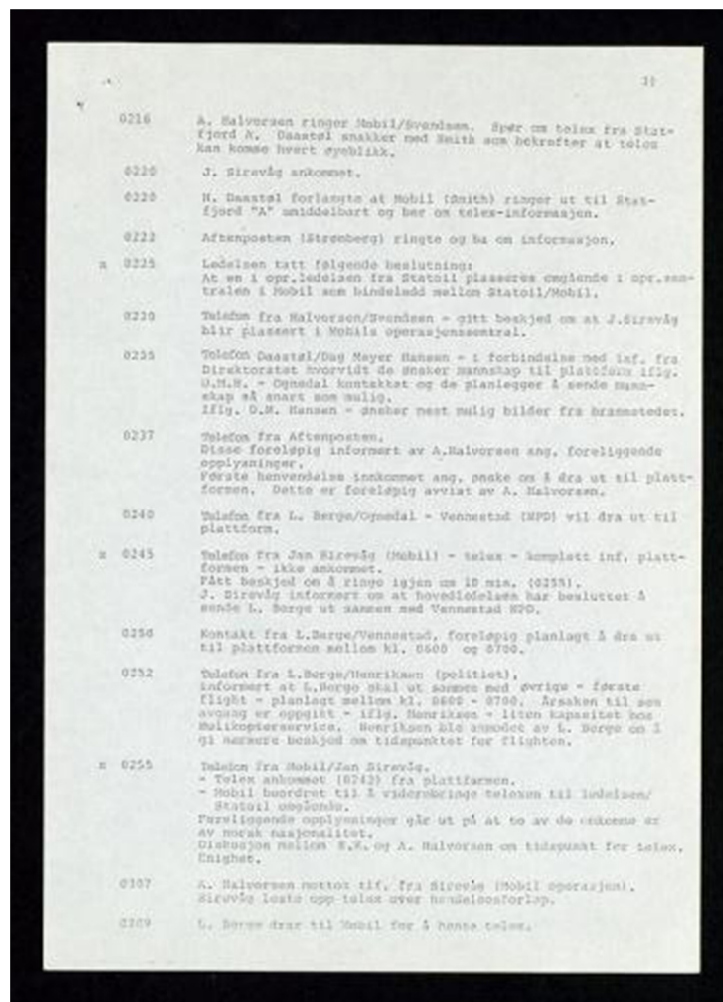 0216 A. Halvorsen ringer Mobil/Svendsen. Spør om telex fra Stat-
fjord A. Daastøl snakker med Smith som bekrefter at telex
kan komme hvert øyeblikk.
0220 J. Sirevåg ankommet.
0220 H. Daastøl forlangte at Mobil (Smith) ringer ut til Stat-
fjord "A" umiddelbart og ber om telex-informasjon.
0222 Aftenposten (Strømberg) ringte og ba om informasjon.
x 0225 Ledelsen tatt følgende beslutning:
At en i opr.ledelsen fra Statoil plasseres omgående i opr.sen-
tralen i Mobil som bindeledd mellom Statoil/Mobil.
0230 Telefon fra Halvorsen/Svendsen - gitt beskjed om at J.Sirevåg
blir plassert i Mobils operasjonssentral.
0235 Telefon Daastøl/Dag Meyer Hansen - i forbindelse med inf. fra
Direktoratet hvorvidt de ønsker mannskap til plattform iflg.
D.M.H. - Ognedal kontaktet og de planlegger å sende mann-
skap så snart som mulig.
Iflg. D.M. Hansen - ønsker mest mulig bilder fra brannstedet.
0237 Telefon fra Aftenposten.
Disse foreløpig informert av A.Halvorsen ang. foreliggende
opplysninger.
Første henvendelse innkommet ang. ønske om å dra ut til platt-
formen. Dette er foreløpig avvist av A. Halvorsen.
0240 Telefon fra L. Berge/Ognedal - Vennestad (NPD) vil dra ut til
plattform.
x 0245 Telefon fra Jan Sirevåg (Mobil) - telex - komplett inf. platt-
formen - ikke ankommet.
Fått beskjed om å ringe igjen om 10 min. (0255).
J. Sirevåg informert om at hovedledelsen har besluttet å
sende L. Berge ut sammen med Vennestad NPD.
0250 Kontakt fra L.Berge/Vennestad, foreløpig planlagt å dra ut
til plattformen mellom kl. 0600 og 0700.
0252 Telefon fra L.Berge/Henriksen (politiet),
informert at L.Berge skal ut sammen med øvrige - første
flight - planlagt mellom kl. 0600 - 0700. Årsaken til sen
avgang er oppgitt - iflg. Henriksen - liten kapasitet hos
Helikopterservice. Henriksen ble anmodet av L. Berge om å
gi nærmere beskjed om tidspunktet for flighten.
x 0255 Telefon fra Mobil/Jan Sirevåg.
- Telex ankommet (0242) fra plattformen.
- Mobil beordret til å viderebringe telexen til ledelsen/
Statoil omgående.
Foreliggende opplysninger går ut på at to av de omkomne er
av norsk nasjonalitet.
Diskusjon mellom og A. Halvorsen om tidspunkt for telex.
Enighet.
0307 A. Halvorsen mottok tlf. fra Sirevåg (Mobil operasjon).
Sirevåg leste opp telex over hendelsesforløp.
0309 L. Berge drar til Mobil for å hente telex.